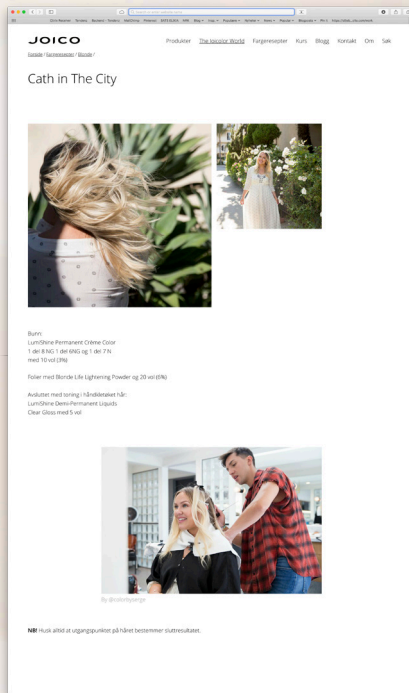 JOICO
Produkter The Joicolor World Fargeresepter Kurs Blogg Kontakt Om Søk
Forside / Fargeresepter / Blonde /
Cath in The City
Bunn:
LumiShine Permanent Crème Color
1 del 8 NG 1 del 6NG og 1 del 7 N
med 10 vol (3%)
Folier med Blonde Life Lightening Powder og 20 vol (6%)
Avsluttet med toning i håndkletøket hår:
LumiShine Demi-Permanent Liquids
Clear Gloss med 5 vol
NB! Husk alltid at utgangspunktet på håret bestemmer sluttresultatet.